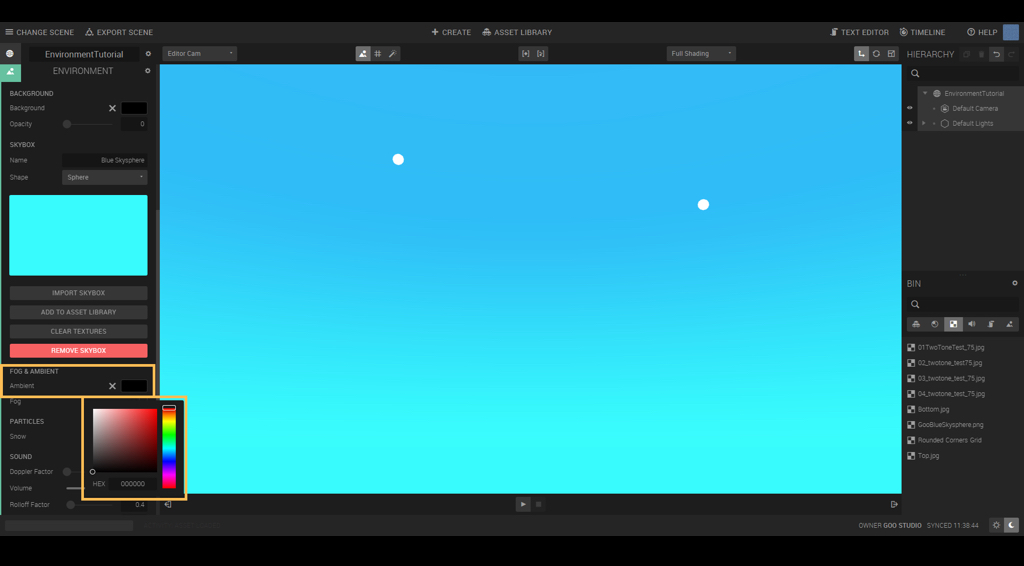 CHANGE SCENE EXPORT SCENE CREATE ASSET LIBRARY TEXT EDITOR TIMELINE HELP
EnvironmentTutorial Editor Cam Full Shading HIERARCHY
ENVIRONMENT
BACKGROUND
Background
Opacity 0
SKYBOX
Name Blue Skysphere
Shape Sphere
IMPORT SKYBOX
ADD TO ASSET LIBRARY
CLEAR TEXTURES
REMOVE SKYBOX
FOG & AMBIENT
Ambient
Fog
PARTICLES
Snow
SOUND
Doppler Factor
Volume
Rolloff Factor 0.4
HEX 000000
EnvironmentTutorial
Default Camera
Default Lights
BIN
01TwoToneTest_75.jpg
02_twotone_test75.jpg
03_twotone_test_75.jpg
04_twotone_test_75.jpg
Bottom.jpg
GooBlueSkysphere.png
Rounded Corners Grid
Top.jpg
OWNER GOO STUDIO SYNCED 11:38:44